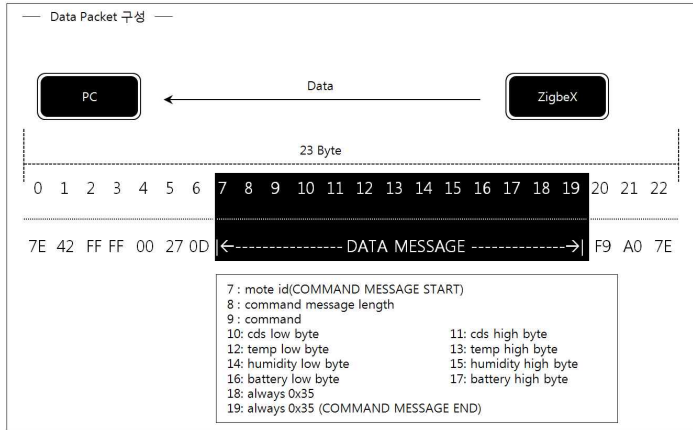 Data Packet 구성
PC
Data
ZigbeX
23 Byte
0 1 2 3 4 5 6 7 8 9 10 11 12 13 14 15 16 17 18 19 20 21 22
7E 42 FF FF 00 27 0D |←----------------- DATA MESSAGE --------------→| F9 A0 7E
7 : mote id(COMMAND MESSAGE START)
8 : command message length
9 : command
10: cds low byte 11: cds high byte
12: temp low byte 13: temp high byte
14: humidity low byte 15: humidity high byte
16: battery low byte 17: battery high byte
18: always 0x35
19: always 0x35 (COMMAND MESSAGE END)